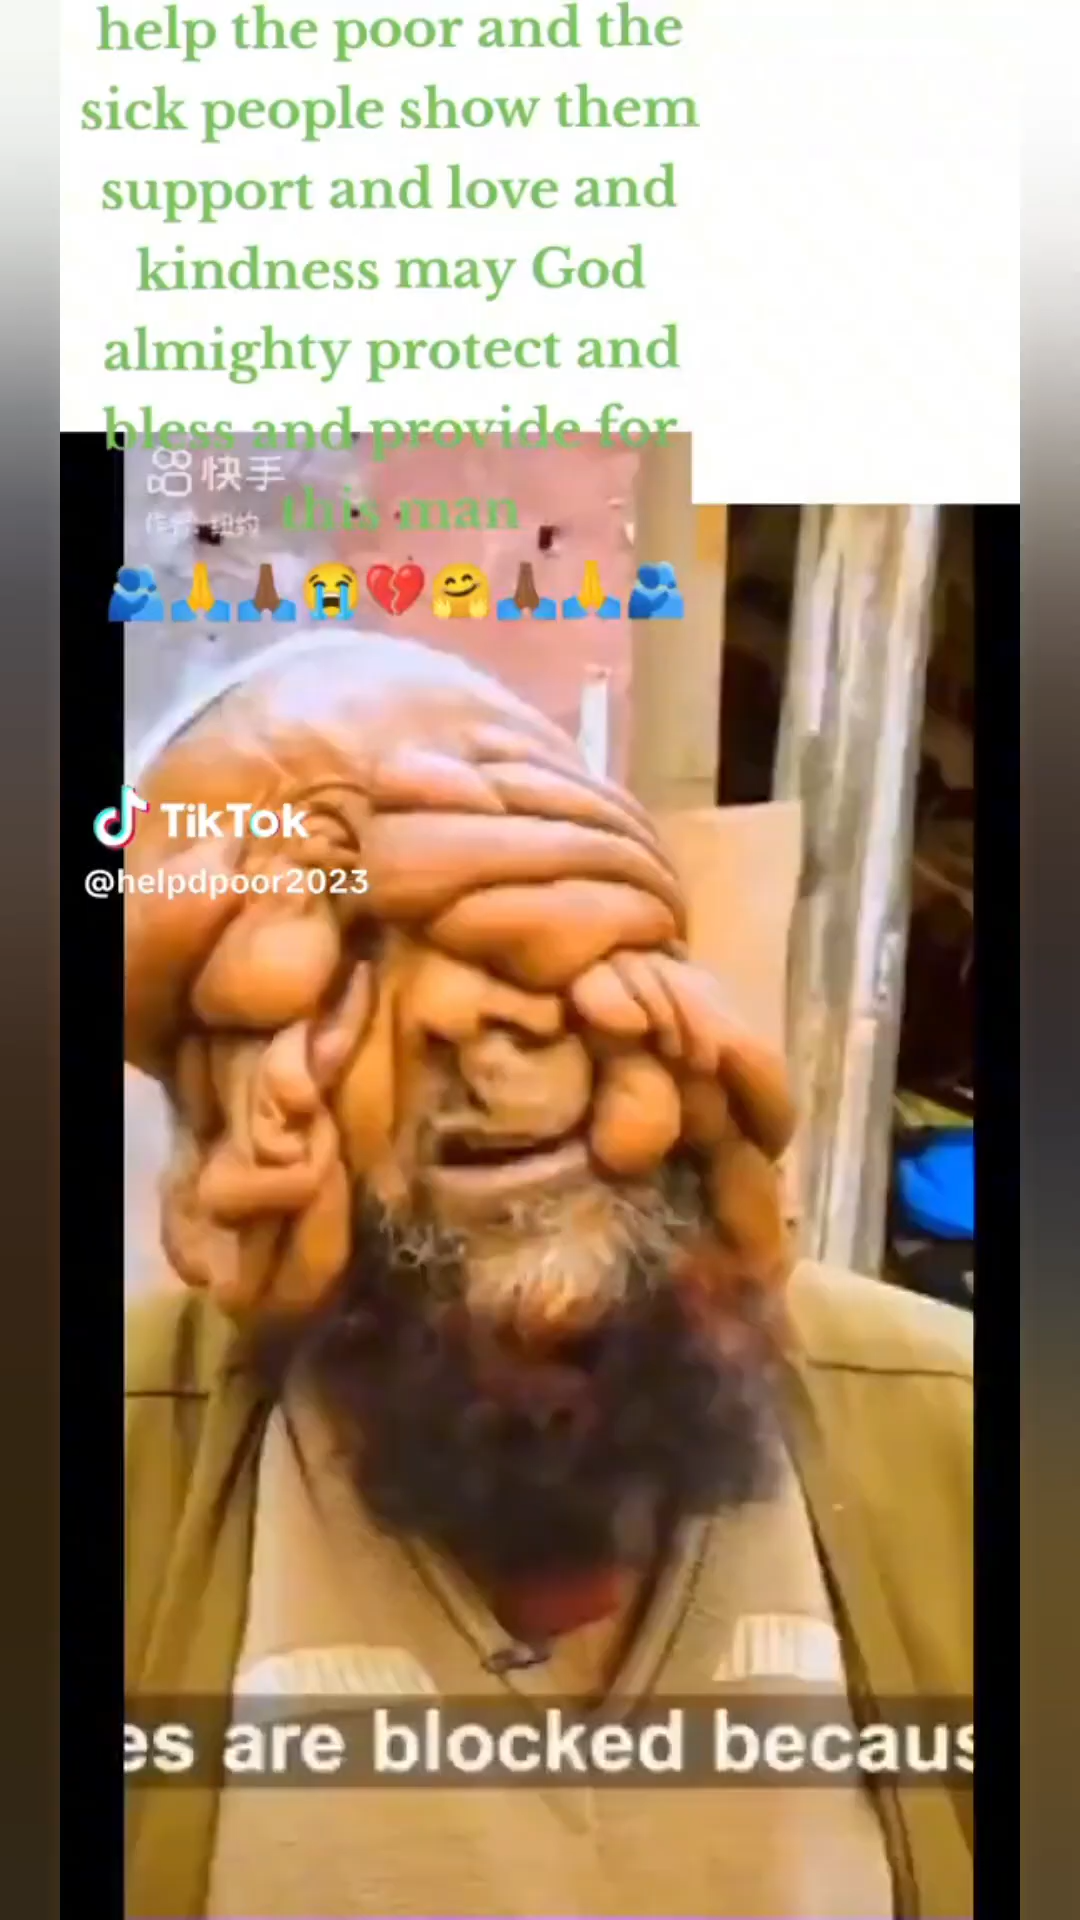 help the poor and the
sick people show them
support and love and
kindness may God
almighty protect and
bless and provide for
this man
快手
🫂🙏🙏🏾😭💔🤗🙏🏾🙏🫂
TikTok
@helpdpoor2023
es are blocked becaus